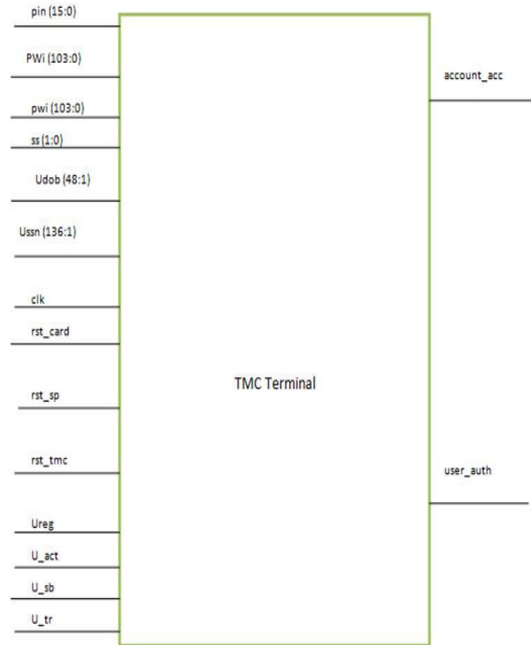 pin (15:0)
PWi (103:0)
pwi (103:0)
ss (1:0)
Udob (48:1)
Ussn (136:1)
clk
rst_card
rst_sp
rst_tmc
Ureg
U_act
U_sb
U_tr
TMC Terminal
account_acc
user_auth